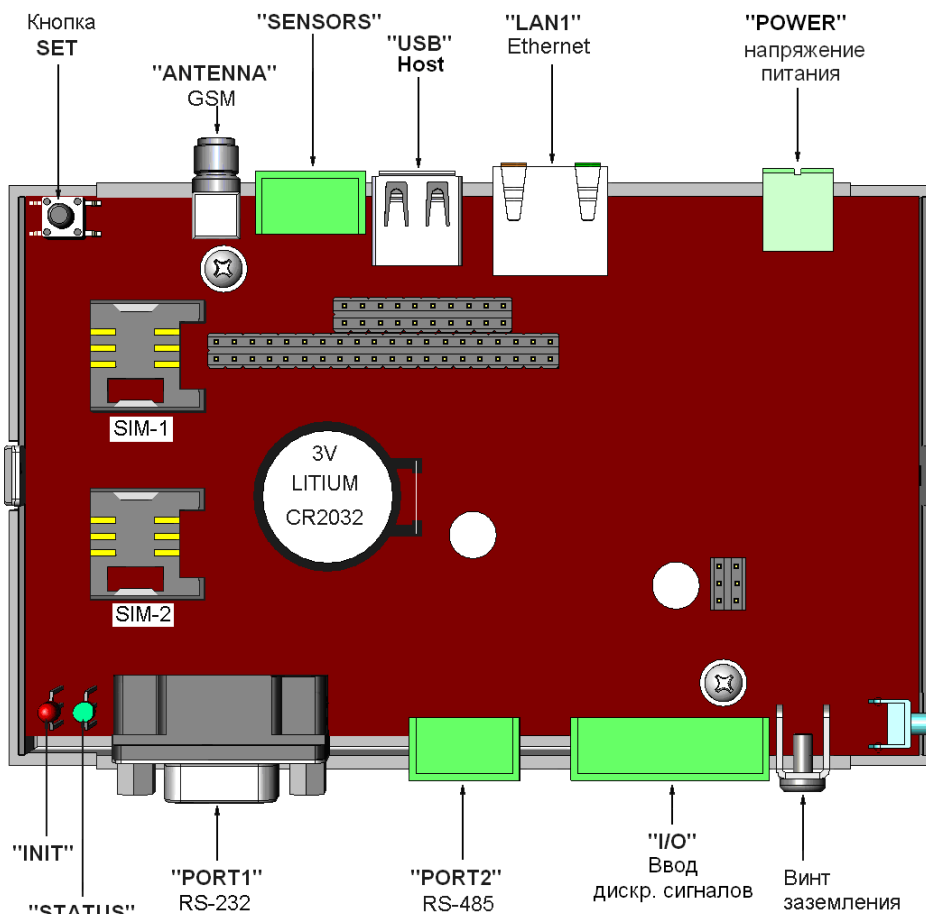 Кнопка
SET
"SENSORS"
"USB"
Host
"LAN1"
Ethernet
"POWER"
напряжение
питания
"ANTENNA"
GSM
SIM-1
3V
LITIUM
CR2032
SIM-2
"INIT"
"STATUS"
"PORT1"
RS-232
"PORT2"
RS-485
"I/O"
Ввод
дискр. сигналов
Винт
заземления